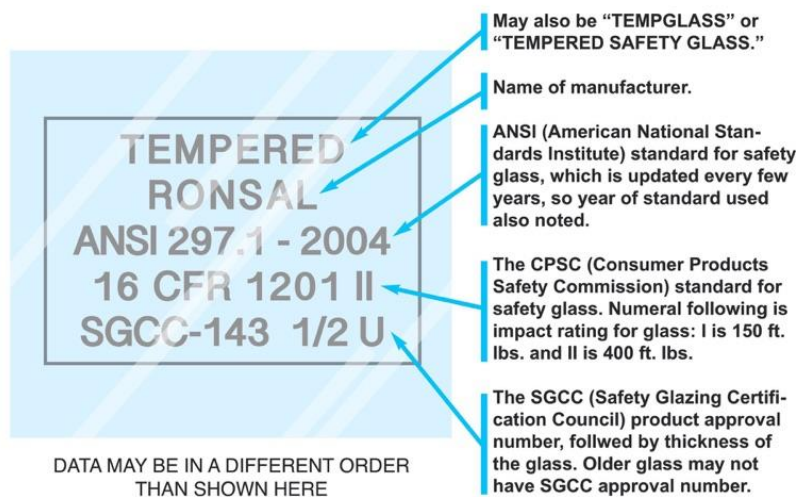 TEMPERED
RONSAL
ANSI 297.1 - 2004
16 CFR 1201 II
SGCC-143 1/2 U
DATA MAY BE IN A DIFFERENT ORDER
THAN SHOWN HERE
May also be “TEMPGLASS” or
“TEMPERED SAFETY GLASS.”
Name of manufacturer.
ANSI (American National Stan-
dards Institute) standard for safety
glass, which is updated every few
years, so year of standard used
also noted.
The CPSC (Consumer Products
Safety Commission) standard for
safety glass. Numeral following is
impact rating for glass: I is 150 ft.
lbs. and II is 400 ft. lbs.
The SGCC (Safety Glazing Certifi-
cation Council) product approval
number, follwed by thickness of
the glass. Older glass may not
have SGCC approval number.